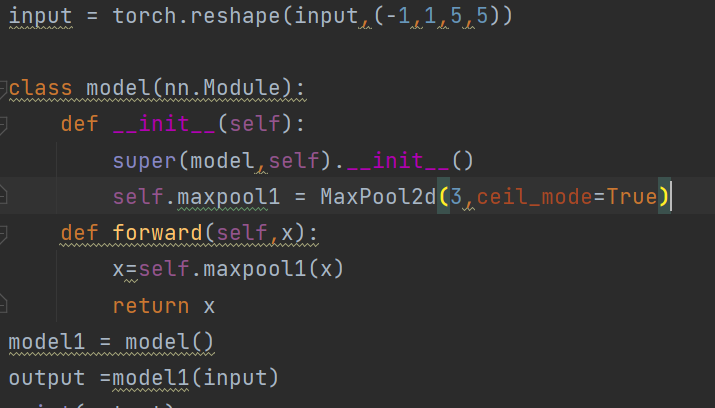 input = torch.reshape(input,(-1,1,5,5))
class model(nn.Module):
def __init__(self):
super(model,self).__init__()
self.maxpool1 = MaxPool2d(3,ceil_mode=True)
def forward(self,x):
x=self.maxpool1(x)
return x
model1 = model()
output =model1(input)